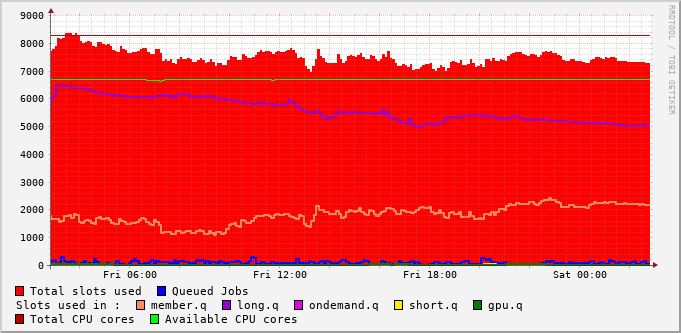 9000
8000
7000
6000
5000
4000
3000
2000
1000
0
Fri 06:00 Fri 12:00 Fri 18:00 Sat 00:00
RRDTOOL / TOBI OETIKER
Total slots used Queued Jobs
Slots used in : member.q long.q ondemand.q short.q gpu.q
Total CPU cores Available CPU cores